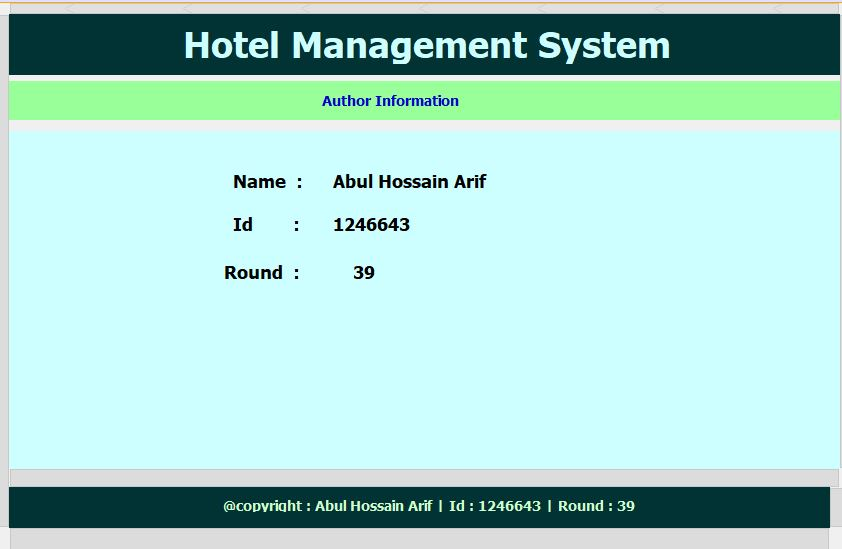 Hotel Management System
Author Information
Name : Abul Hossain Arif
Id : 1246643
Round : 39
@copyright : Abul Hossain Arif | Id : 1246643 | Round : 39